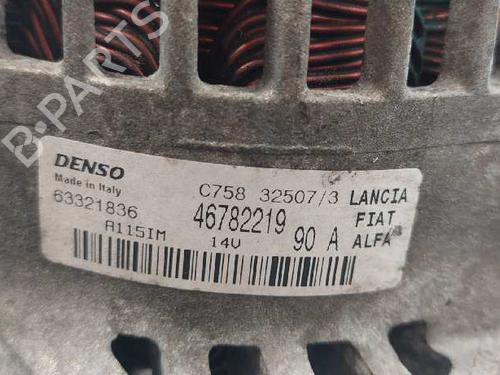 B-PARTS
DENSO
Made in Italy
C758 32507/3 LANCIA
63321836 46782219 FIAT
A115IM 14V 90 A ALFA